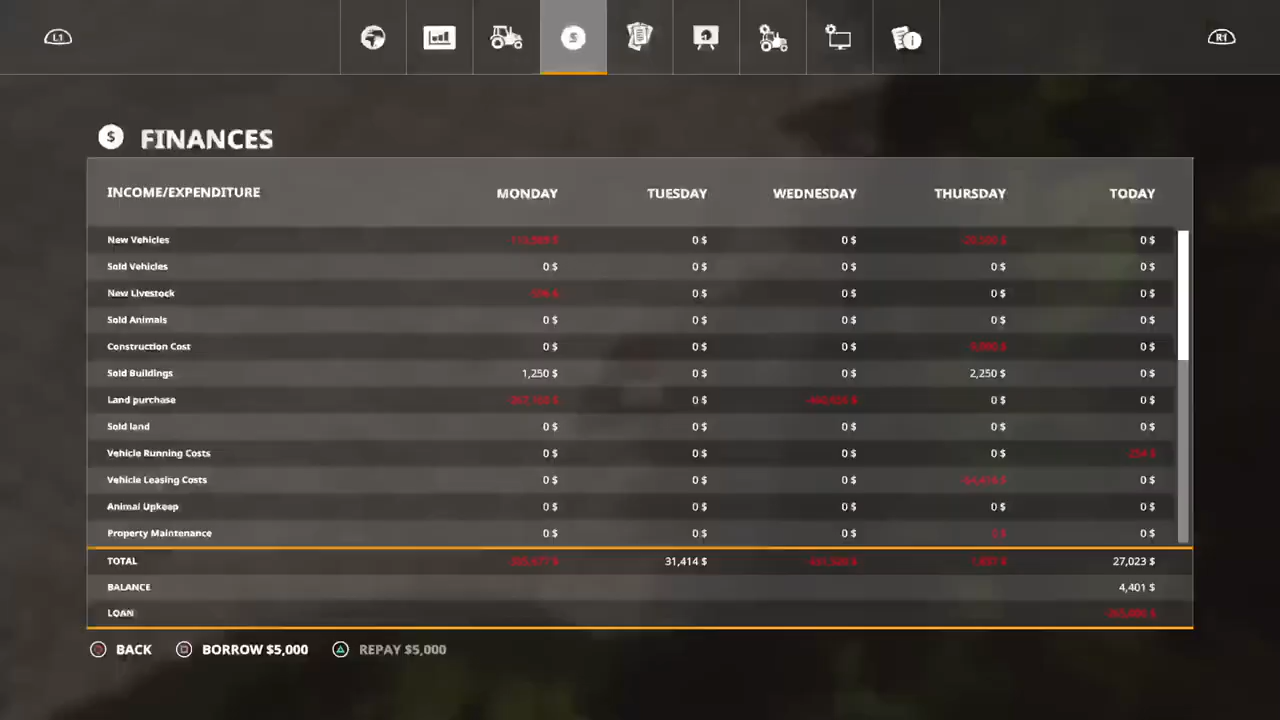 L1 R1
FINANCES
INCOME/EXPENDITURE MONDAY TUESDAY WEDNESDAY THURSDAY TODAY
New Vehicles 0 $ 0 $ 0 $
Sold Vehicles 0 $ 0 $ 0 $ 0 $ 0 $
New Livestock 0 $ 0 $ 0 $ 0 $
Sold Animals 0 $ 0 $ 0 $ 0 $ 0 $
Construction Cost 0 $ 0 $ 0 $ 0 $
Sold Buildings 1,250 $ 0 $ 0 $ 2,250 $ 0 $
Land purchase 0 $ 0 $ 0 $
Sold land 0 $ 0 $ 0 $ 0 $ 0 $
Vehicle Running Costs 0 $ 0 $ 0 $ 0 $
Vehicle Leasing Costs 0 $ 0 $ 0 $ 0 $
Animal Upkeep 0 $ 0 $ 0 $ 0 $ 0 $
Property Maintenance 0 $ 0 $ 0 $ 0 $
TOTAL 31,414 $ 27,023 $
BALANCE 4,401 $
LOAN
BACK BORROW $5,000 REPAY $5,000